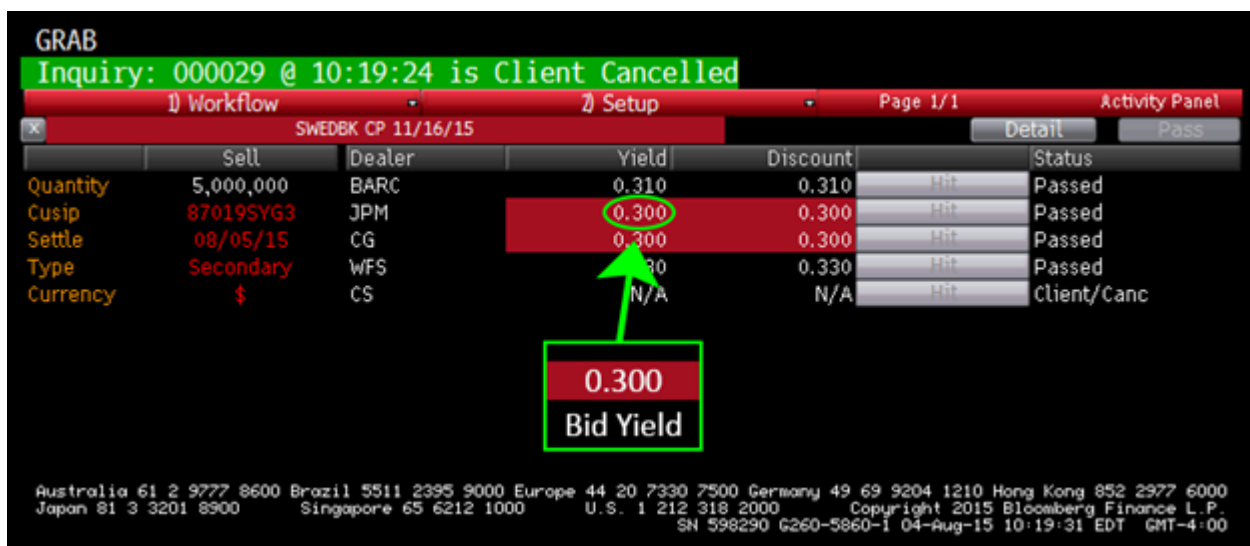 GRAB
Inquiry: 000029 @ 10:19:24 is Client Cancelled
1) Workflow 2) Setup Page 1/1 Activity Panel
x SWEDBK CP 11/16/15 Detail Pass
Sell Dealer Yield Discount Status
Quantity 5,000,000 BARC 0.310 0.310 Hit Passed
Cusip 87019SYG3 JPM 0.300 0.300 Hit Passed
Settle 08/05/15 CG 0.300 0.300 Hit Passed
Type Secondary WFS 0.330 Hit Passed
Currency $ CS N/A N/A Hit Client/Canc
0.300
Bid Yield
Australia 61 2 9777 8600 Brazil 5511 2395 9000 Europe 44 20 7330 7500 Germany 49 69 9204 1210 Hong Kong 852 2977 6000
Japan 81 3 3201 8900 Singapore 65 6212 1000 U.S. 1 212 318 2000 Copyright 2015 Bloomberg Finance L.P.
SN 598290 G260-5860-1 04-Aug-15 10:19:31 EDT GMT-4:00